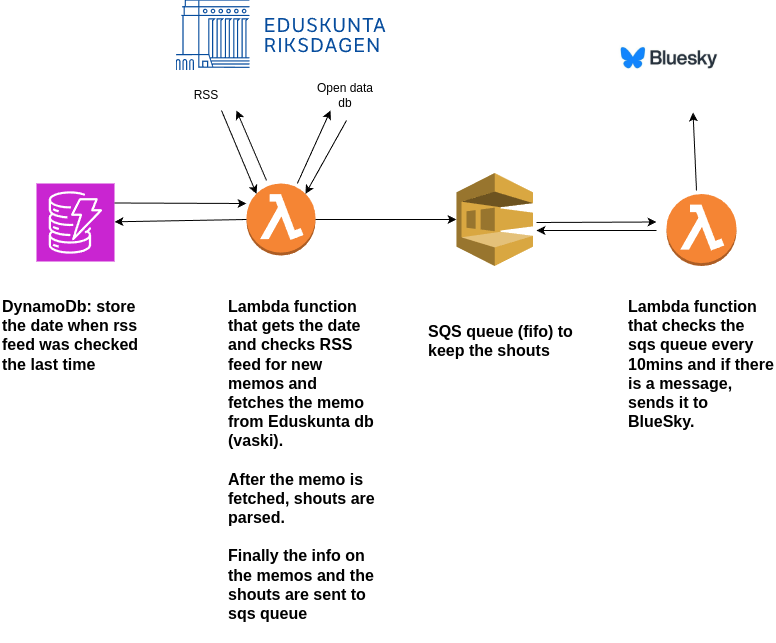 EDUSKUNTA
RIKSDAGEN
Bluesky
RSS
Open data
db
DynamoDb: store
the date when rss
feed was checked
the last time
Lambda function
that gets the date
and checks RSS
feed for new
memos and
fetches the memo
from Eduskunta db
(vaski).
After the memo is
fetched, shouts are
parsed.
Finally the info on
the memos and the
shouts are sent to
sqs queue
SQS queue (fifo) to
keep the shouts
Lambda function
that checks the
sqs queue every
10mins and if there
is a message,
sends it to
BlueSky.